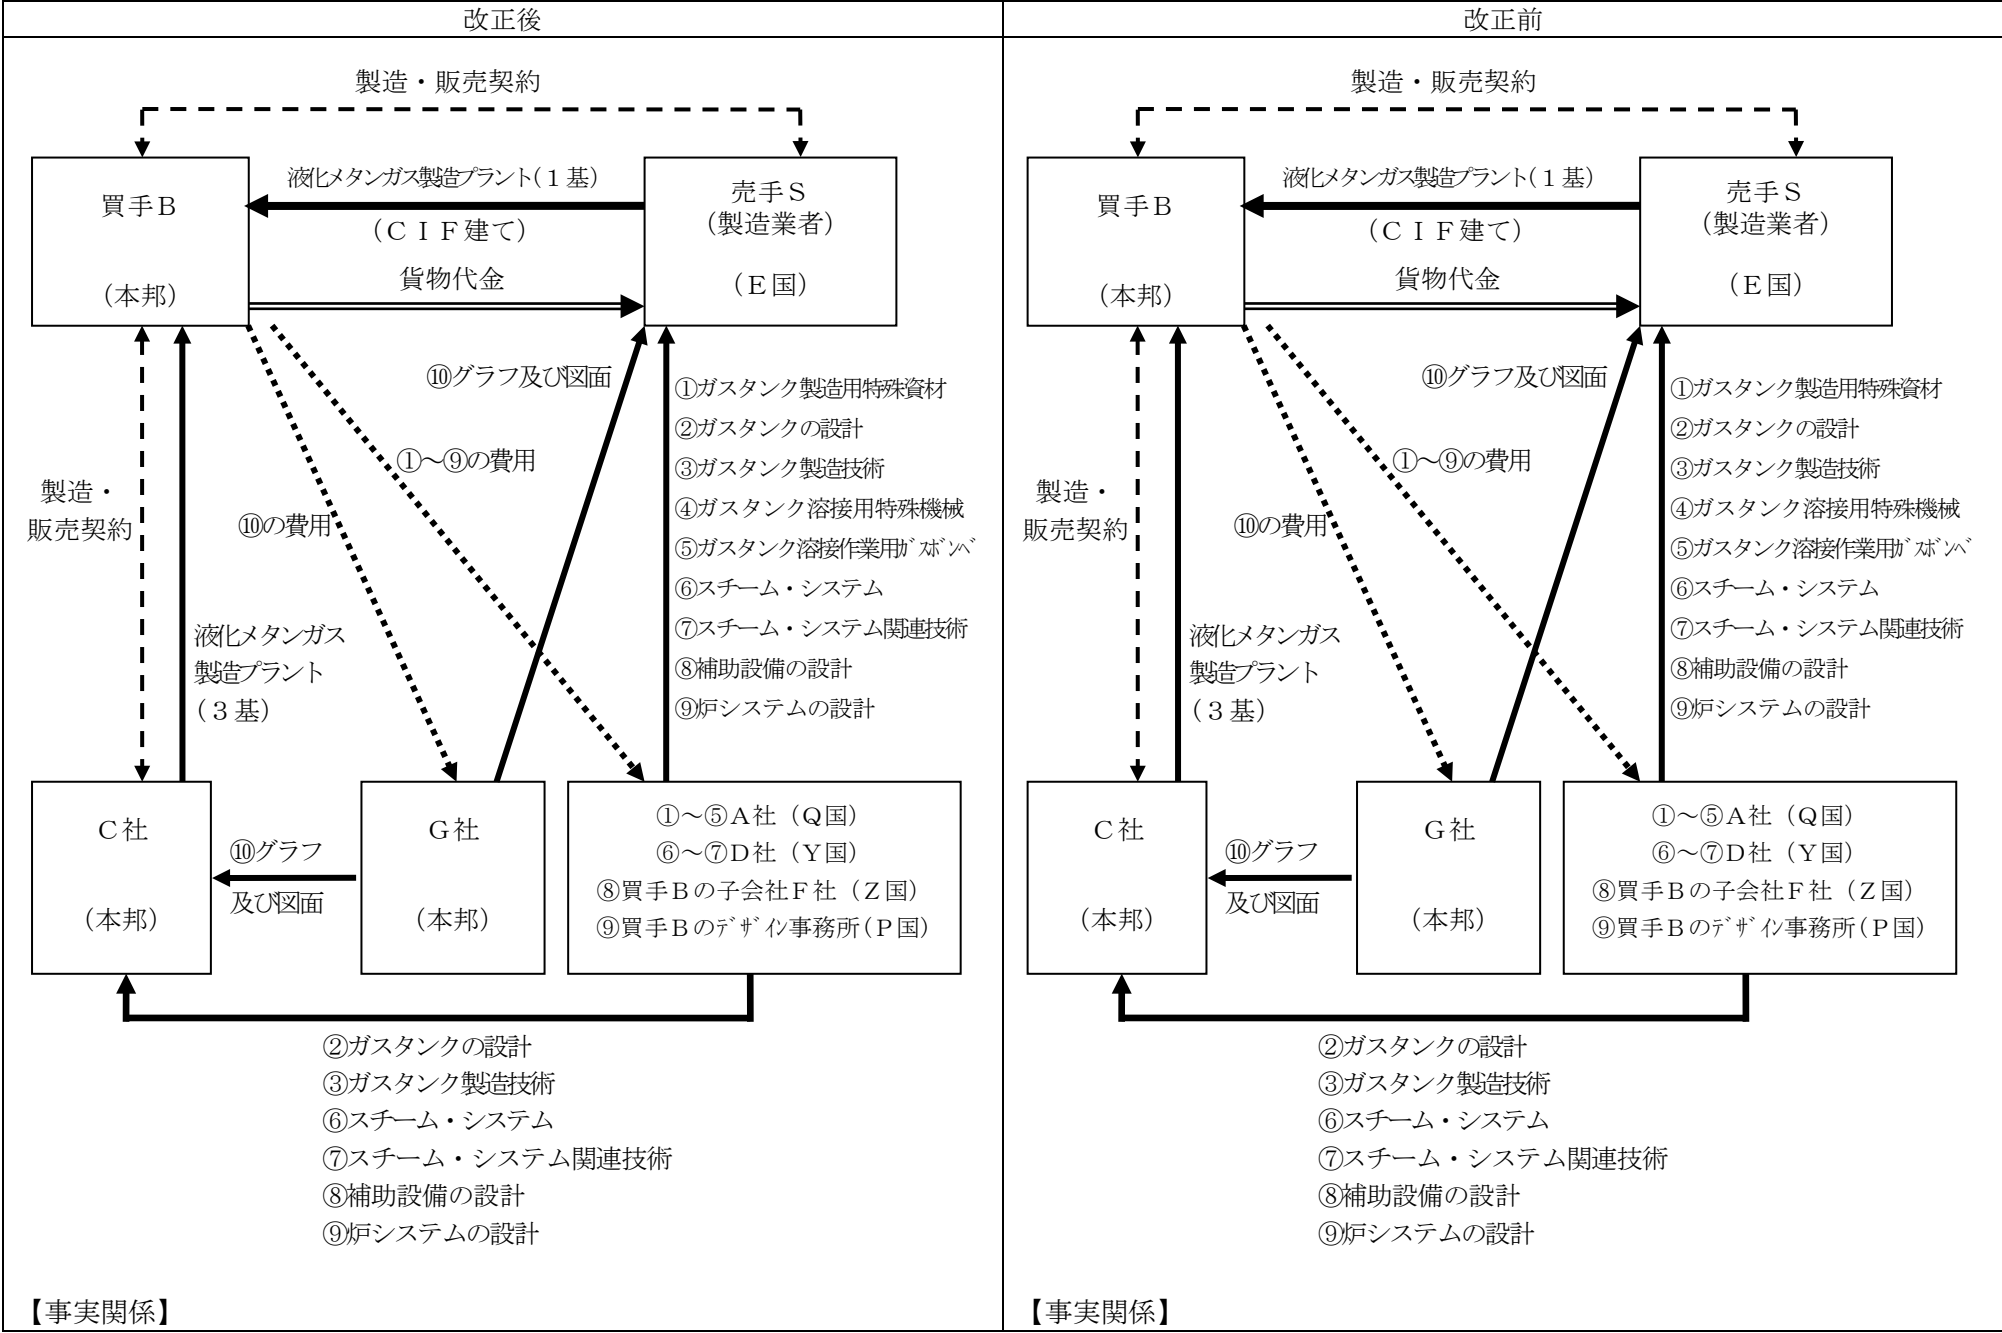 改正後
製造・販売契約
液化メタンガス製造プラント（１基）
買手Ｂ
（本邦）
（ＣＩＦ建て）
貨物代金
売手Ｓ
（製造業者）
（Ｅ国）
⑩グラフ及び図面
①ガスタンク製造用特殊資材
②ガスタンクの設計
③ガスタンク製造技術
④ガスタンク溶接用特殊機械
⑤ガスタンク溶接作業用ｶﾞｽﾎﾞﾝﾍﾞ
⑥スチーム・システム
⑦スチーム・システム関連技術
⑧補助設備の設計
⑨炉システムの設計
①～⑨の費用
⑩の費用
製造・
販売契約
液化メタンガス
製造プラント
（３基）
Ｃ社
（本邦）
⑩グラフ
及び図面
Ｇ社
（本邦）
①～⑤Ａ社（Ｑ国）
⑥～⑦Ｄ社（Ｙ国）
⑧買手Ｂの子会社Ｆ社（Ｚ国）
⑨買手Ｂのﾃﾞｻﾞｲﾝ事務所（Ｐ国）
②ガスタンクの設計
③ガスタンク製造技術
⑥スチーム・システム
⑦スチーム・システム関連技術
⑧補助設備の設計
⑨炉システムの設計
【事実関係】
改正前
製造・販売契約
液化メタンガス製造プラント（１基）
買手Ｂ
（本邦）
（ＣＩＦ建て）
貨物代金
売手Ｓ
（製造業者）
（Ｅ国）
⑩グラフ及び図面
①ガスタンク製造用特殊資材
②ガスタンクの設計
③ガスタンク製造技術
④ガスタンク溶接用特殊機械
⑤ガスタンク溶接作業用ｶﾞｽﾎﾞﾝﾍﾞ
⑥スチーム・システム
⑦スチーム・システム関連技術
⑧補助設備の設計
⑨炉システムの設計
①～⑨の費用
⑩の費用
製造・
販売契約
液化メタンガス
製造プラント
（３基）
Ｃ社
（本邦）
⑩グラフ
及び図面
Ｇ社
（本邦）
①～⑤Ａ社（Ｑ国）
⑥～⑦Ｄ社（Ｙ国）
⑧買手Ｂの子会社Ｆ社（Ｚ国）
⑨買手Ｂのﾃﾞｻﾞｲﾝ事務所（Ｐ国）
②ガスタンクの設計
③ガスタンク製造技術
⑥スチーム・システム
⑦スチーム・システム関連技術
⑧補助設備の設計
⑨炉システムの設計
【事実関係】